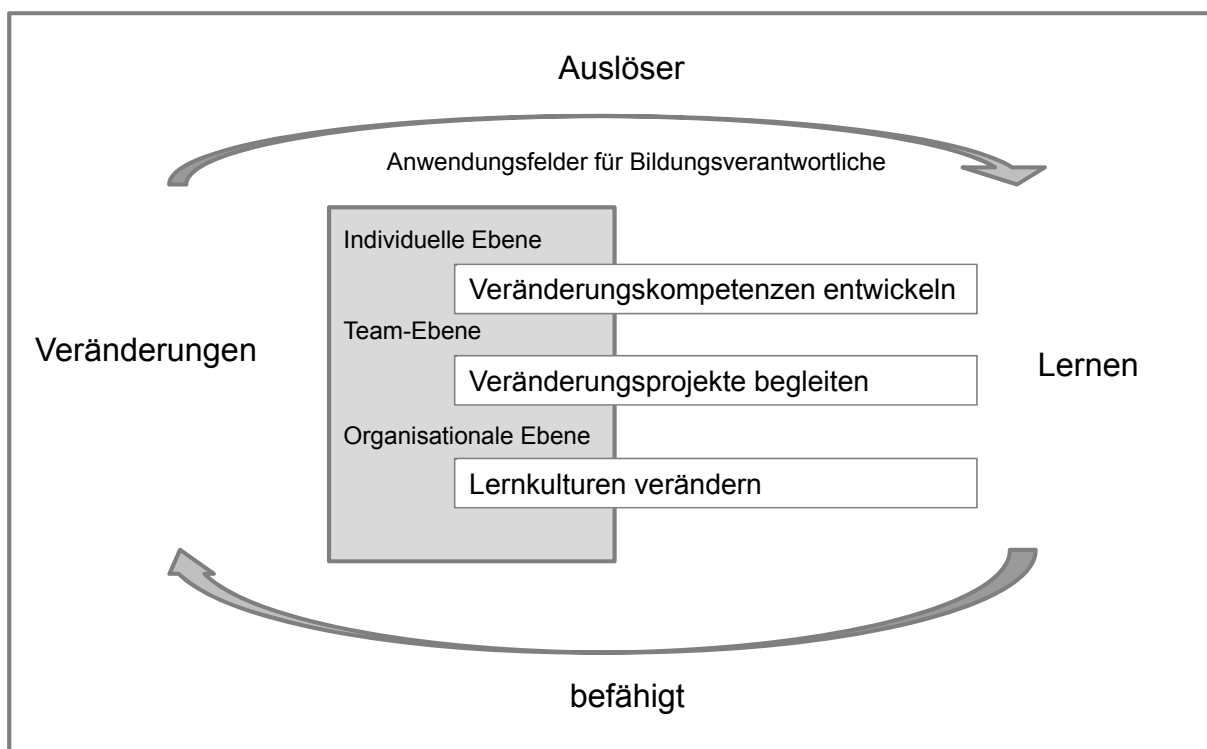 Auslöser
Anwendungsfelder für Bildungsverantwortliche
Individuelle Ebene
Veränderungskompetenzen entwickeln
Team-Ebene
Veränderungen
Veränderungsprojekte begleiten
Lernen
Organisationale Ebene
Lernkulturen verändern
befähigt